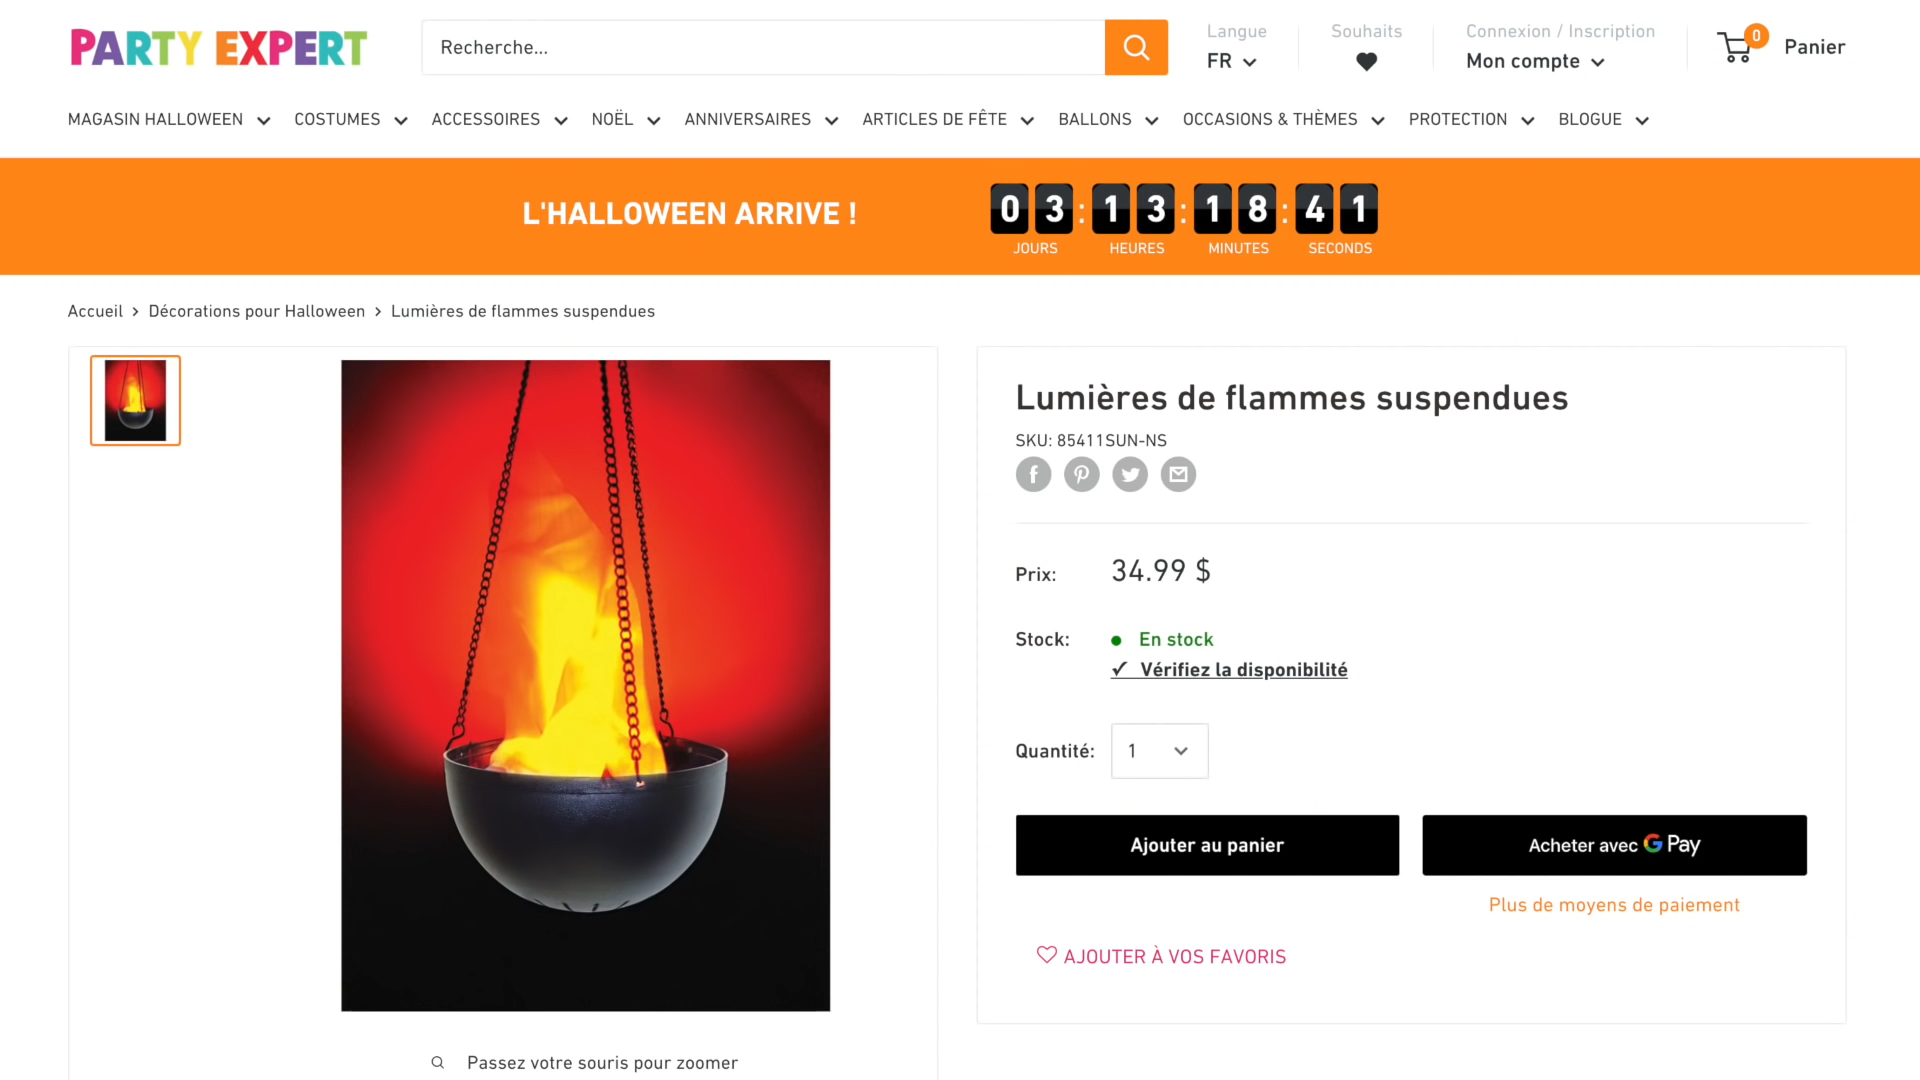 PARTY EXPERT
Recherche...
Langue
FR
Souhaits
Connexion / Inscription
Mon compte
0
Panier
MAGASIN HALLOWEEN
COSTUMES
ACCESSOIRES
NOËL
ANNIVERSAIRES
ARTICLES DE FÊTE
BALLONS
OCCASIONS & THÈMES
PROTECTION
BLOGUE
L'HALLOWEEN ARRIVE !
03:13:18:41
JOURS HEURES MINUTES SECONDS
Accueil > Décorations pour Halloween > Lumières de flammes suspendues
Lumières de flammes suspendues
SKU: 85411SUN-NS
Prix: 34.99 $
Stock: En stock
✓ Vérifiez la disponibilité
Quantité: 1
Ajouter au panier
Acheter avec G Pay
Plus de moyens de paiement
AJOUTER À VOS FAVORIS
Passez votre souris pour zoomer